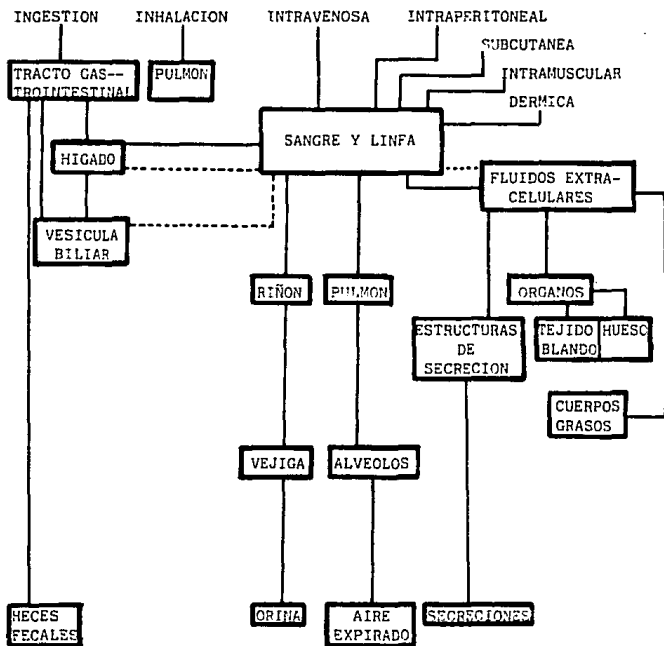 INGESTION
INHALACION
INTRAVENOSA
INTRAPERITONEAL
SUBCUTANEA
INTRAMUSCULAR
DERMICA
TRACTO GAS--
TROINTESTINAL
PULMON
SANGRE Y LINFA
HIGADO
FLUIDOS EXTRA-
CELULARES
VESICULA
BILIAR
RIÑON
PULMON
ORGANOS
ESTRUCTURAS
DE
SECRECION
TEJIDO
BLANDO
HUESO
CUERPOS
GRASOS
VEJIGA
ALVEOLOS
HECES
FECALES
ORINA
AIRE
EXPIRADO
SECRECIONES